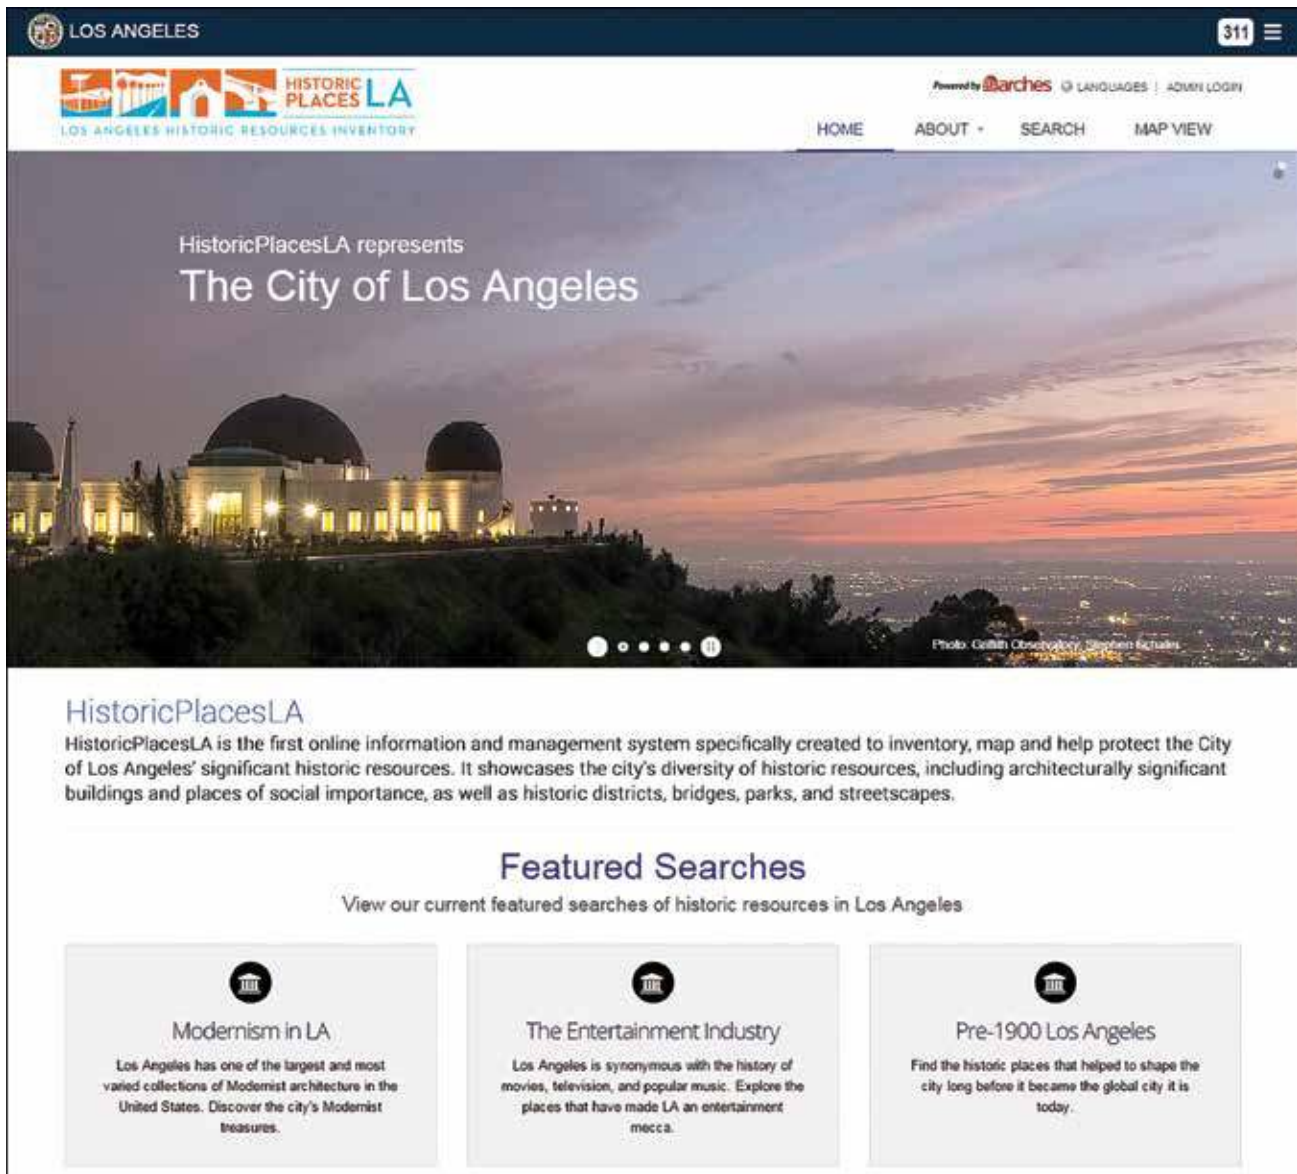 LOS ANGELES
311
HISTORIC
PLACES LA
LOS ANGELES HISTORIC RESOURCES INVENTORY
Powered by arches LANGUAGES | ADMIN LOGIN
HOME ABOUT SEARCH MAP VIEW
HistoricPlacesLA represents
The City of Los Angeles
Photo: Griffith Observatory, Stephen
HistoricPlacesLA
HistoricPlacesLA is the first online information and management system specifically created to inventory, map and help protect the City
of Los Angeles' significant historic resources. It showcases the city's diversity of historic resources, including architecturally significant
buildings and places of social importance, as well as historic districts, bridges, parks, and streetscapes.
Featured Searches
View our current featured searches of historic resources in Los Angeles
Modernism in LA
Los Angeles has one of the largest and most
varied collections of Modernist architecture in the
United States. Discover the city's Modernist
treasures.
The Entertainment Industry
Los Angeles is synonymous with the history of
movies, television, and popular music. Explore the
places that have made LA an entertainment
mecca.
Pre-1900 Los Angeles
Find the historic places that helped to shape the
city long before it became the global city it is
today.